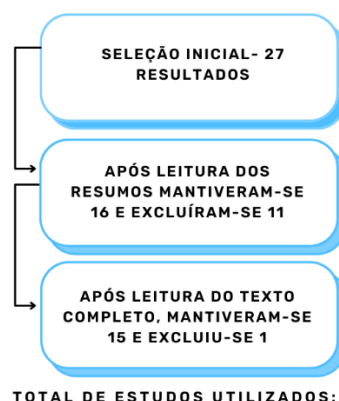 SELEÇÃO INICIAL- 27
RESULTADOS
APÓS LEITURA DOS
RESUMOS MANTIVERAM-SE
16 E EXCLUÍRAM-SE 11
APÓS LEITURA DO TEXTO
COMPLETO, MANTIVERAM-SE
15 E EXCLUIU-SE 1
TOTAL DE ESTUDOS UTILIZADOS: